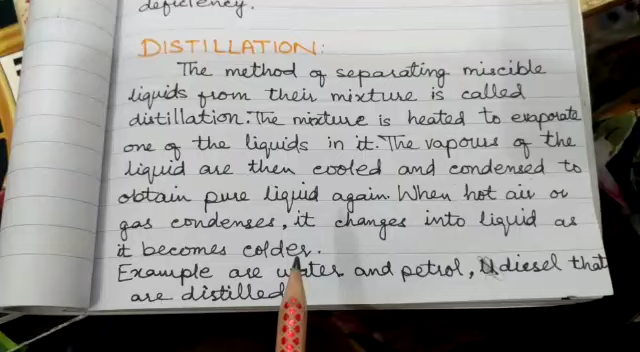 deficiency.
DISTILLATION:
The method of separating miscible
liquids from their mixture is called
distillation. The mixture is heated to evaporate
one of the liquids in it. The vapours of the
liquid are then cooled and condensed to
obtain pure liquid again. When hot air or
gas condenses, it changes into liquid as
it becomes colder.
Example are water and petrol, diesel that
are distilled